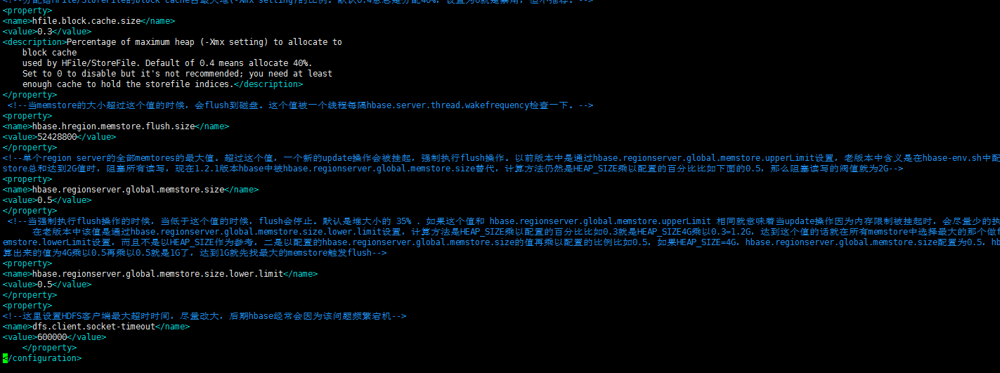 <!--分配给HFile/StoreFile的block cache占最大堆(-Xmx setting)的比例。默认0.4意思是分配40%，设置为0就是禁用，但不推荐。-->
<property>
<name>hfile.block.cache.size</name>
<value>0.3</value>
<description>Percentage of maximum heap (-Xmx setting) to allocate to
block cache
used by HFile/StoreFile. Default of 0.4 means allocate 40%.
Set to 0 to disable but it's not recommended; you need at least
enough cache to hold the storefile indices.</description>
</property>
<!--当memstore的大小超过这个值的时候，会flush到磁盘。这个值被一个线程每隔hbase.server.thread.wakefrequency检查一下。-->
<property>
<name>hbase.hregion.memstore.flush.size</name>
<value>52428800</value>
</property>
<!--单个region server的全部memtores的最大值。超过这个值，一个新的update操作会被挂起，强制执行flush操作。以前版本中是通过hbase.regionserver.global.memstore.upperLimit设置，老版本中含义是在hbase-env.sh中配
store总和达到2G值时，阻塞所有读写，现在1.2.1版本hbase中被hbase.regionserver.global.memstore.size替代，计算方法仍然是HEAP_SIZE乘以配置的百分比比如下面的0.5，那么阻塞读写的阀值就为2G-->
<property>
<name>hbase.regionserver.global.memstore.size</name>
<value>0.5</value>
</property>
<!--当强制执行flush操作的时候，当低于这个值的时候，flush会停止。默认是堆大小的 35% . 如果这个值和 hbase.regionserver.global.memstore.upperLimit 相同就意味着当update操作因为内存限制被挂起时，会尽量少的执
在老版本中该值是通过hbase.regionserver.global.memstore.size.lower.limit设置，计算方法是HEAP_SIZE乘以配置的百分比比如0.3就是HEAP_SIZE4G乘以0.3=1.2G，达到这个值的话就在所有memstore中选择最大的那个做f
emstore.lowerLimit设置，而且不是以HEAP_SIZE作为参考，二是以配置的hbase.regionserver.global.memstore.size的值再乘以配置的比例比如0.5，如果HEAP_SIZE=4G，hbase.regionserver.global.memstore.size配置为0.5，hb
算出来的值为4G乘以0.5再乘以0.5就是1G了，达到1G就先找最大的memstore触发flush-->
<property>
<name>hbase.regionserver.global.memstore.size.lower.limit</name>
<value>0.5</value>
</property>
<property>
<!--这里设置HDFS客户端最大超时时间，尽量改大，后期hbase经常会因为该问题频繁宕机-->
<name>dfs.client.socket-timeout</name>
<value>600000</value>
</property>
</configuration>